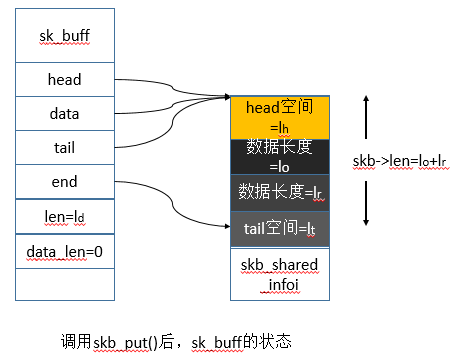 sk_buff
head
data
tail
end
len=ld
data_len=0
head空间
=lh
数据长度
=lo
数据长度=lr
tail空间=lt
skb_shared
_infoi
skb->len=lo+lr
调用skb_put()后，sk_buff的状态